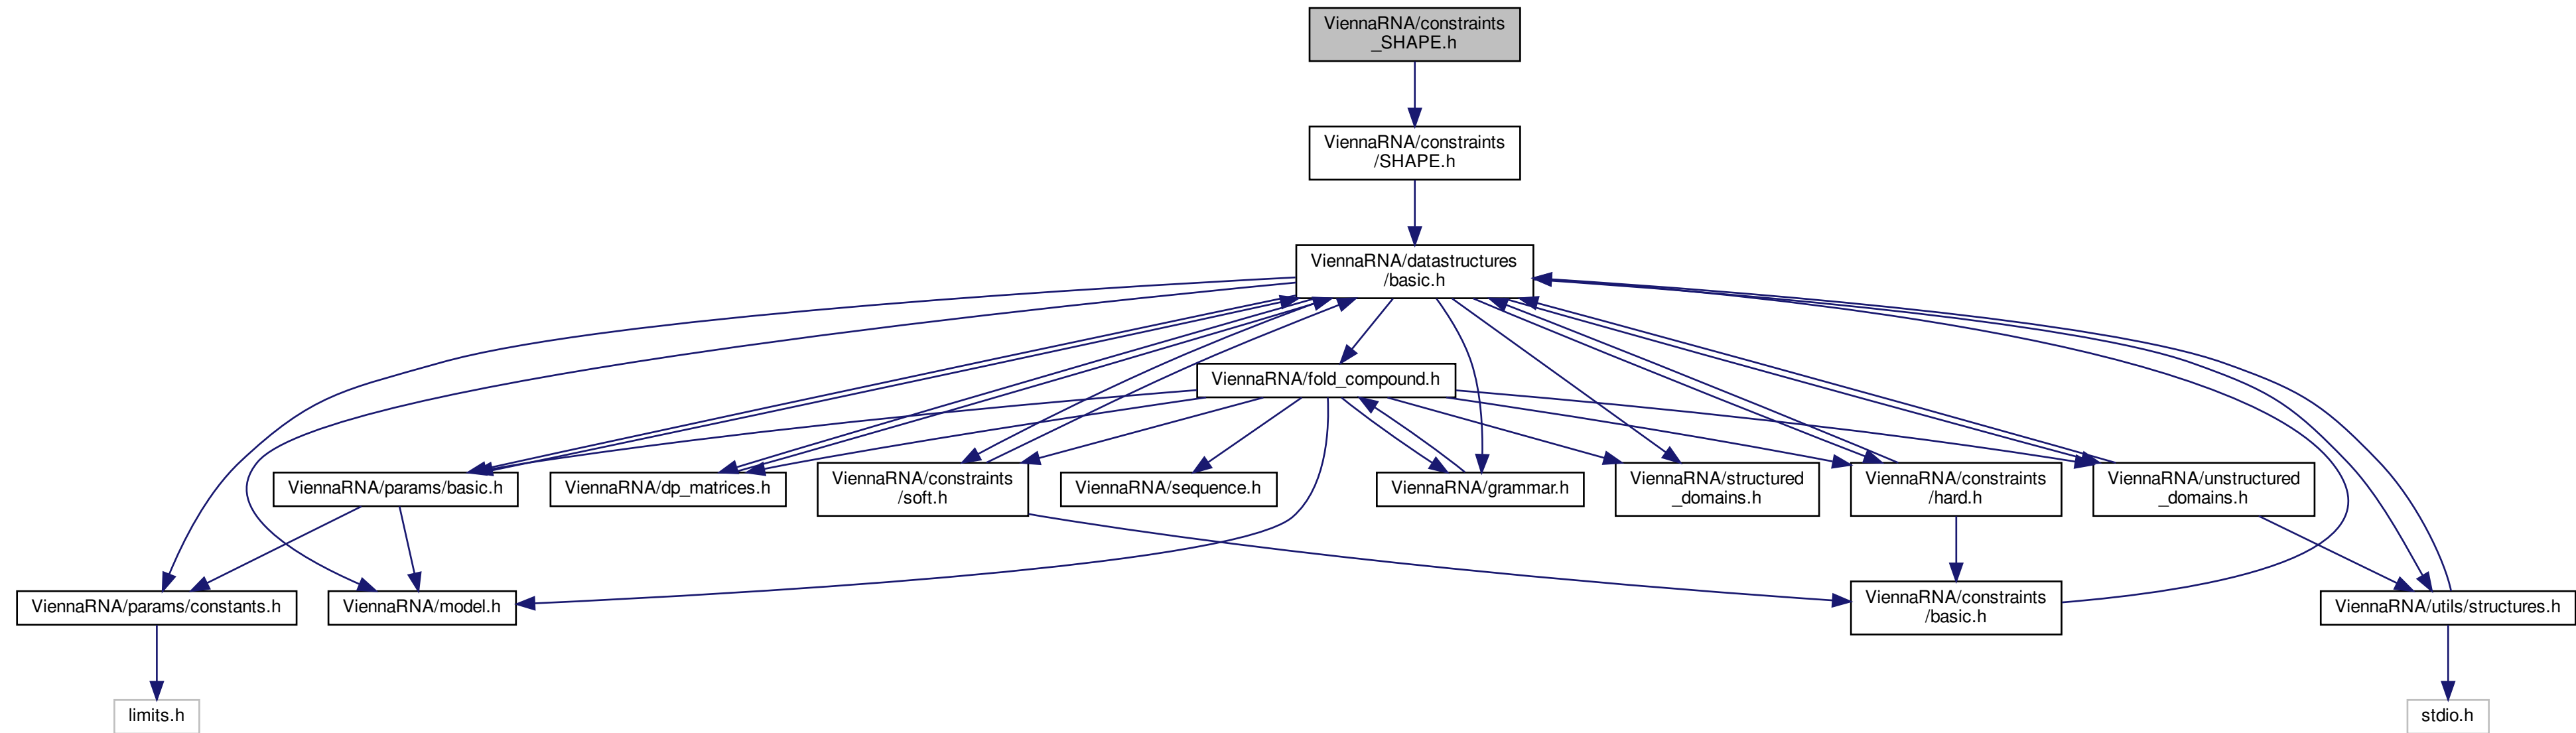 ViennaRNA/constraints
_SHAPE.h
ViennaRNA/constraints
/SHAPE.h
ViennaRNA/datastructures
/basic.h
ViennaRNA/fold_compound.h
ViennaRNA/params/basic.h
ViennaRNA/dp_matrices.h
ViennaRNA/constraints
/soft.h
ViennaRNA/sequence.h
ViennaRNA/grammar.h
ViennaRNA/structured
_domains.h
ViennaRNA/constraints
/hard.h
ViennaRNA/unstructured
_domains.h
ViennaRNA/params/constants.h
ViennaRNA/model.h
ViennaRNA/constraints
/basic.h
ViennaRNA/utils/structures.h
limits.h
stdio.h